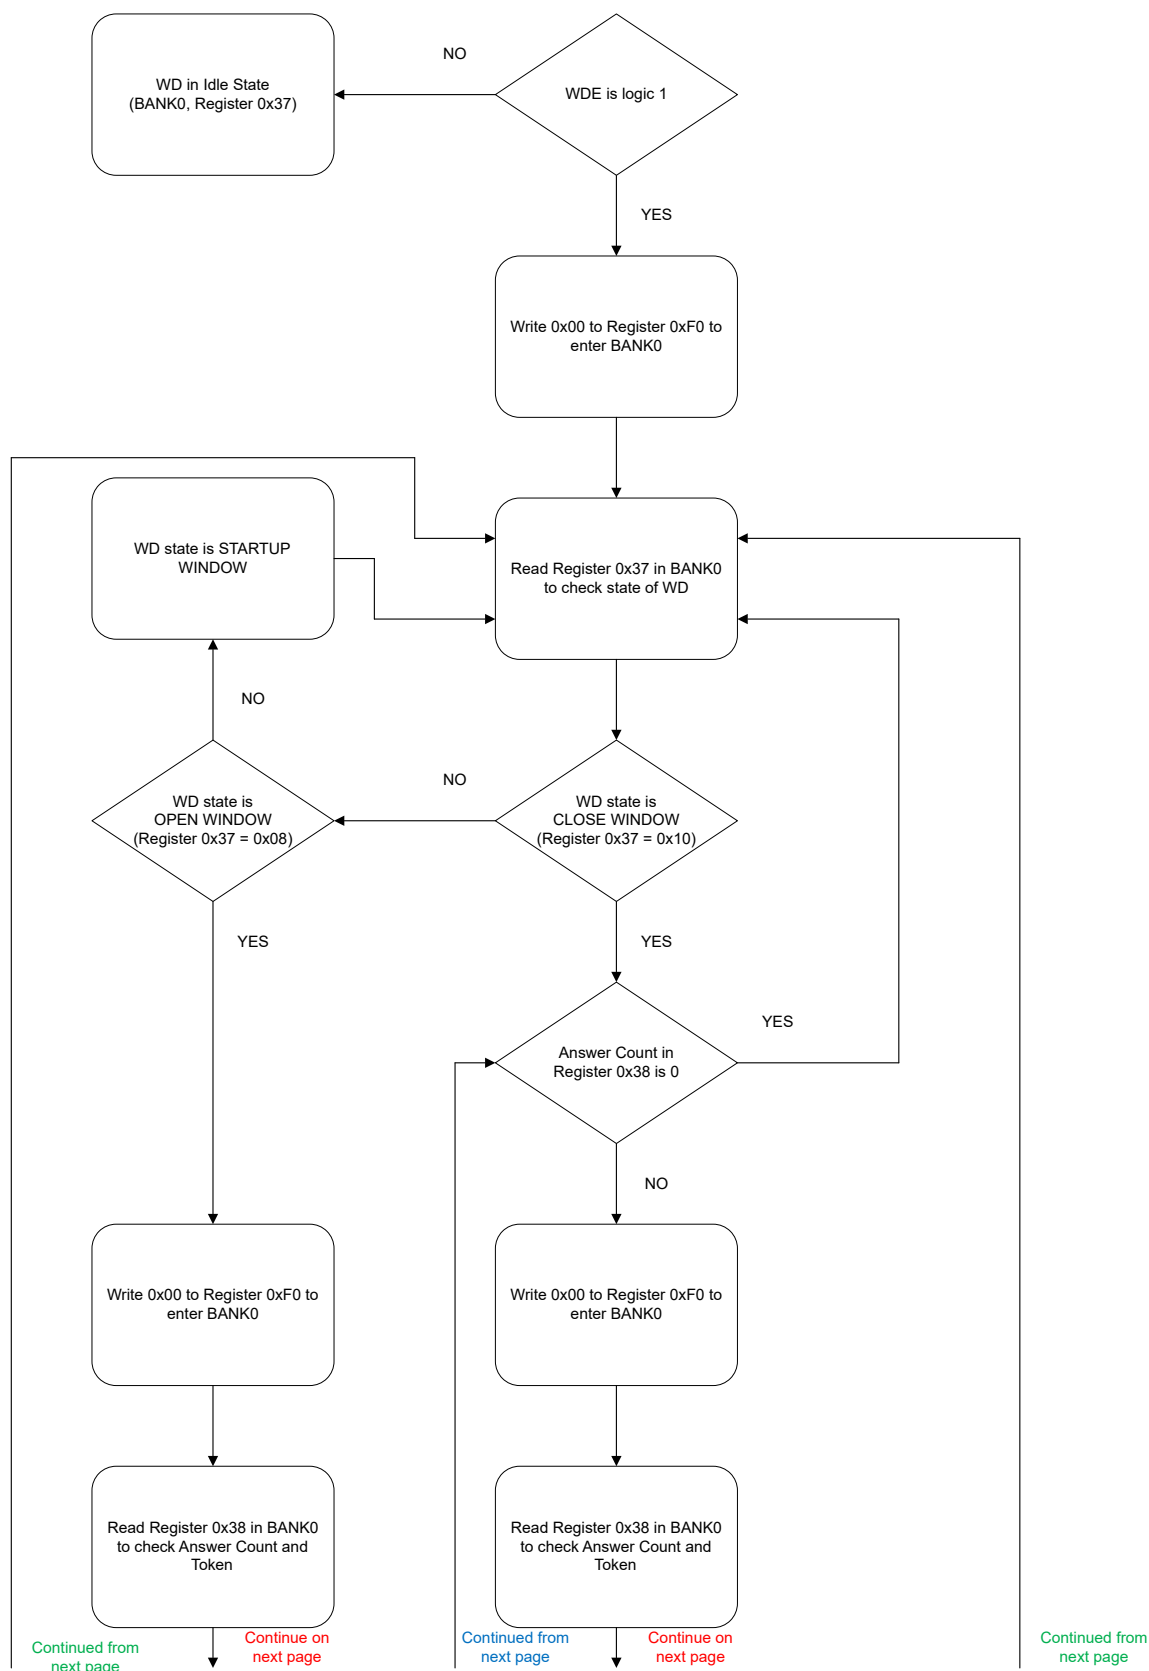 NO
WD in Idle State
(BANK0, Register 0x37)
WDE is logic 1
YES
Write 0x00 to Register 0xF0 to
enter BANK0
WD state is STARTUP
WINDOW
Read Register 0x37 in BANK0
to check state of WD
NO
NO
WD state is
OPEN WINDOW
(Register 0x37 = 0x08)
WD state is
CLOSE WINDOW
(Register 0x37 = 0x10)
YES
YES
YES
Answer Count in
Register 0x38 is 0
NO
Write 0x00 to Register 0xF0 to
enter BANK0
Write 0x00 to Register 0xF0 to
enter BANK0
Read Register 0x38 in BANK0
to check Answer Count and
Token
Read Register 0x38 in BANK0
to check Answer Count and
Token
Continued from
next page
Continue on
next page
Continued from
next page
Continue on
next page
Continued from
next page